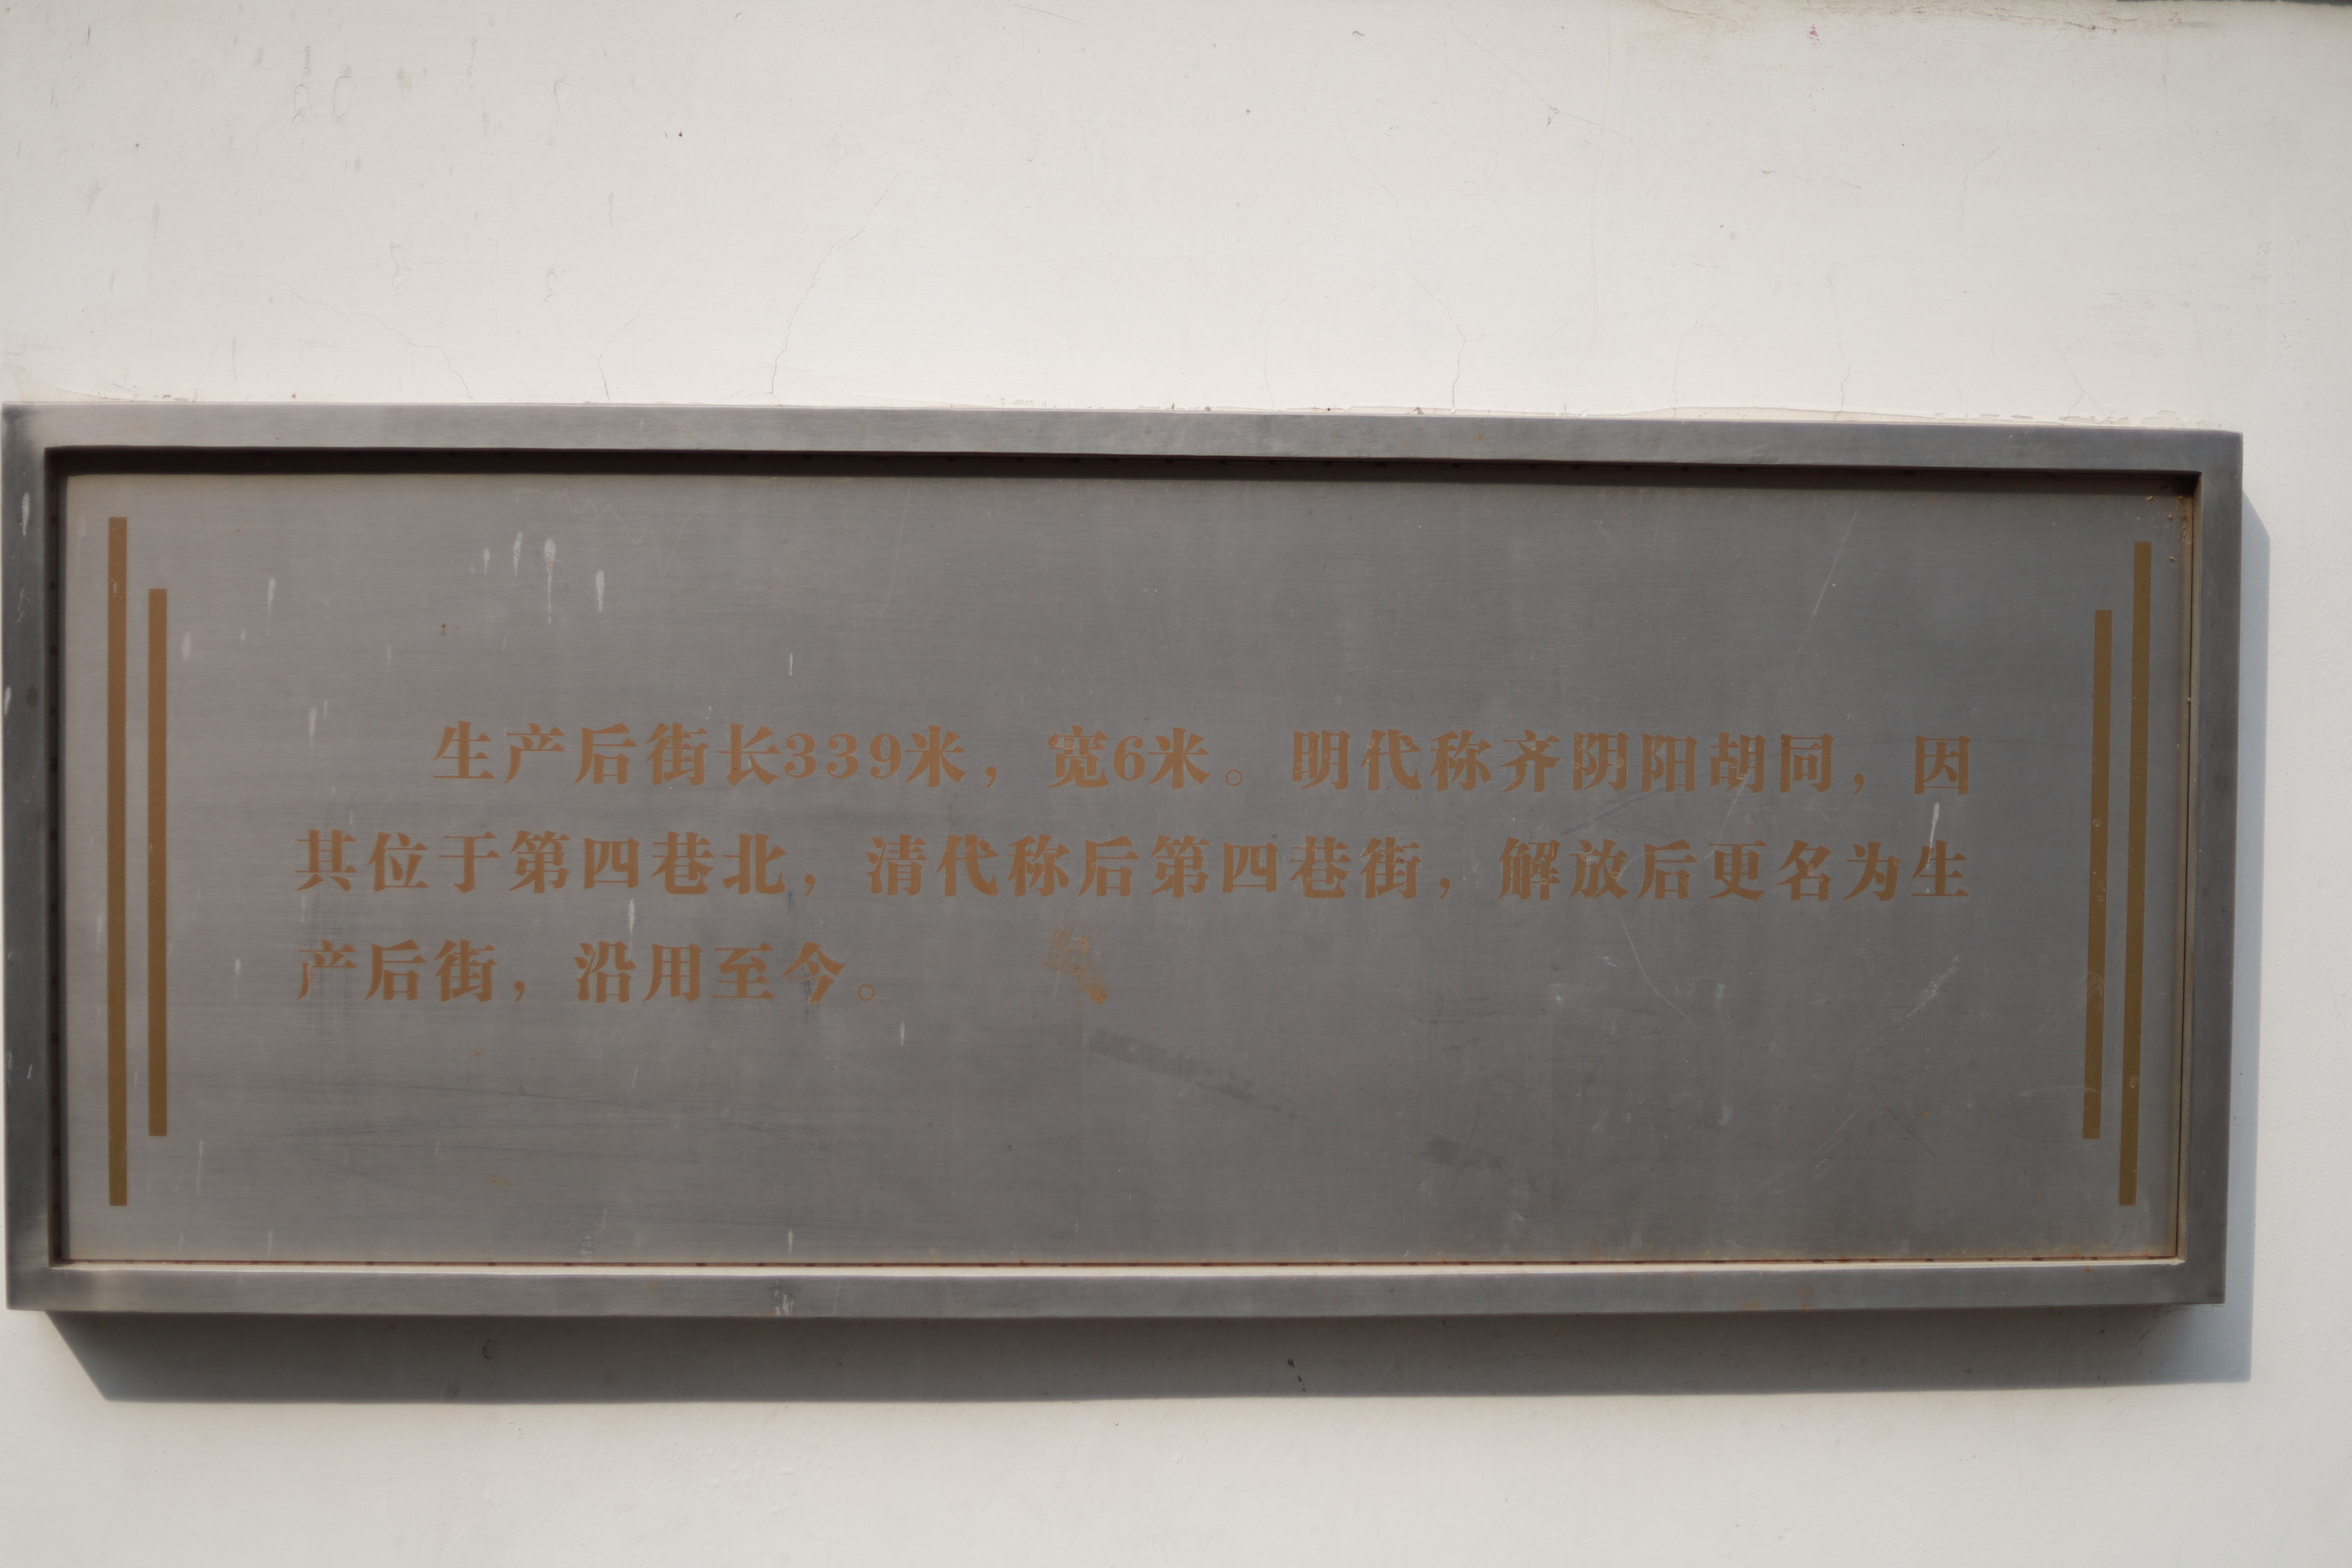 生产后街长339米，宽6米。明代称齐阴阳胡同，因
其位于第四巷北，清代称后第四巷街，解放后更名为生
产后街，沿用至今。